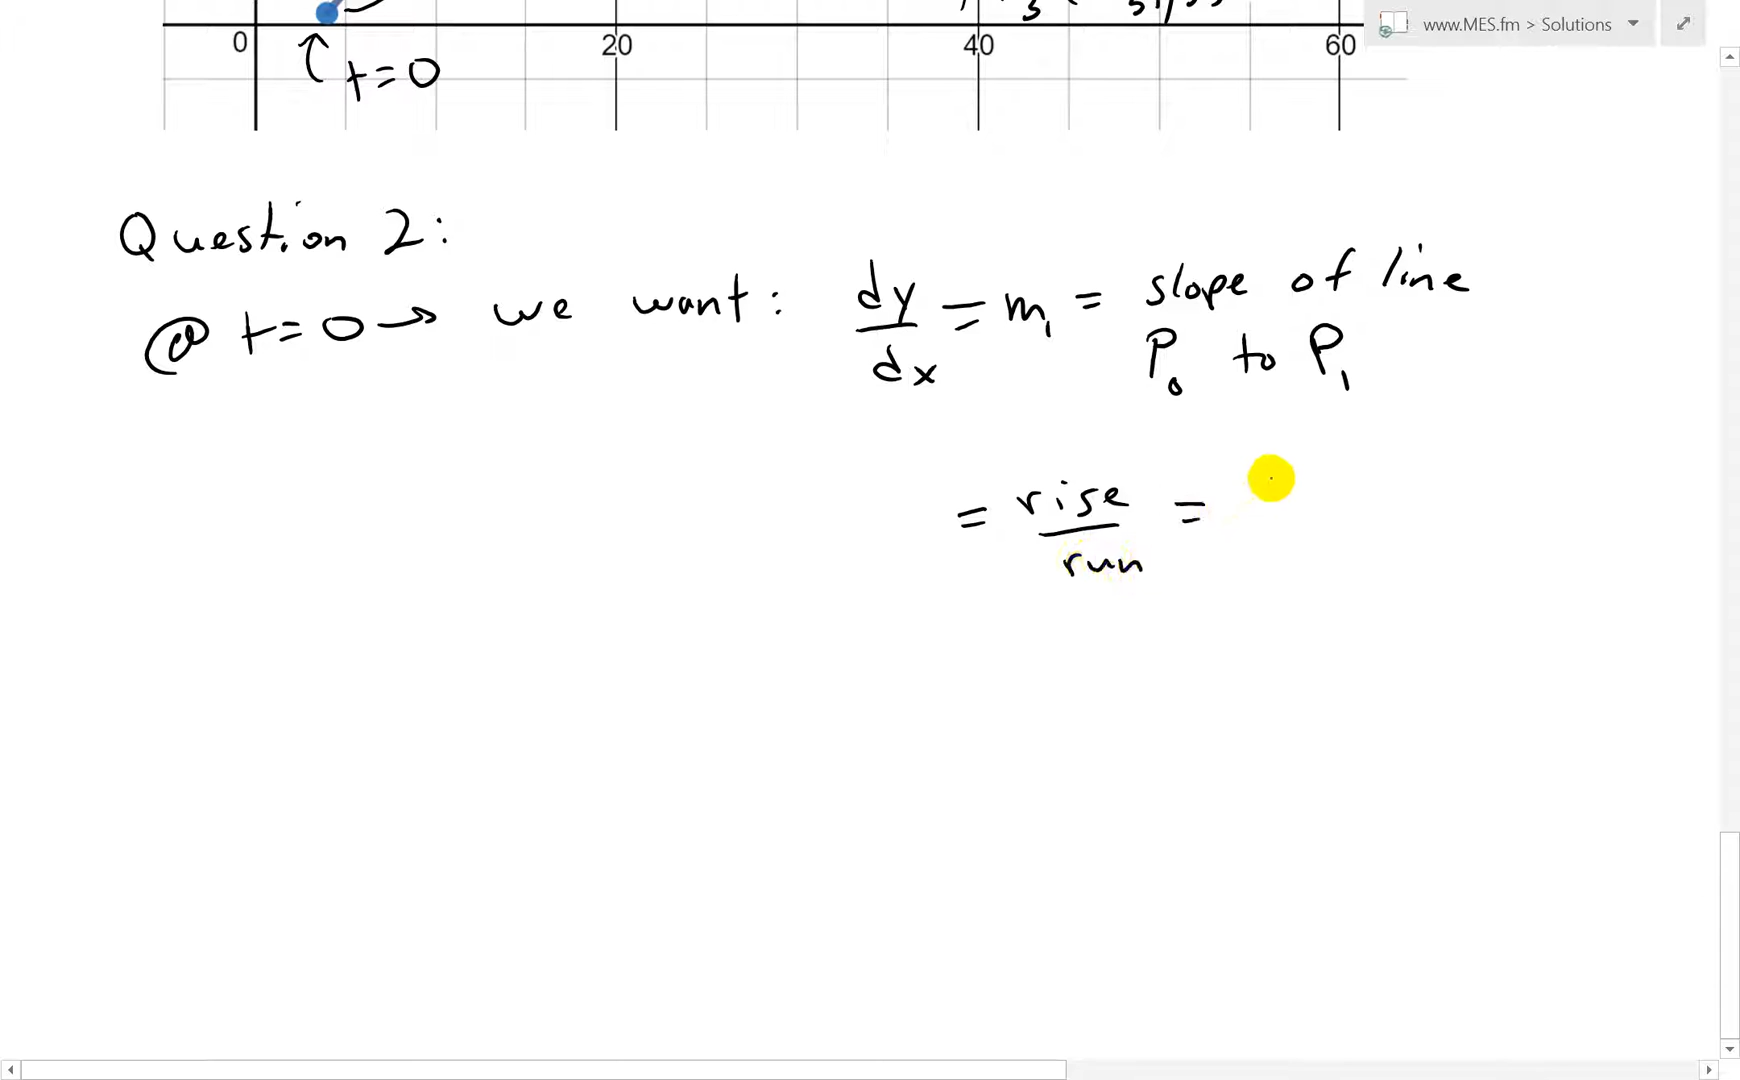 www.MES.fm > Solutions
0 20 40 60
t=0
Question 2:
@ t=0 → we want: dy/dx = m₁ = slope of line
P₀ to P₁
= rise/run =